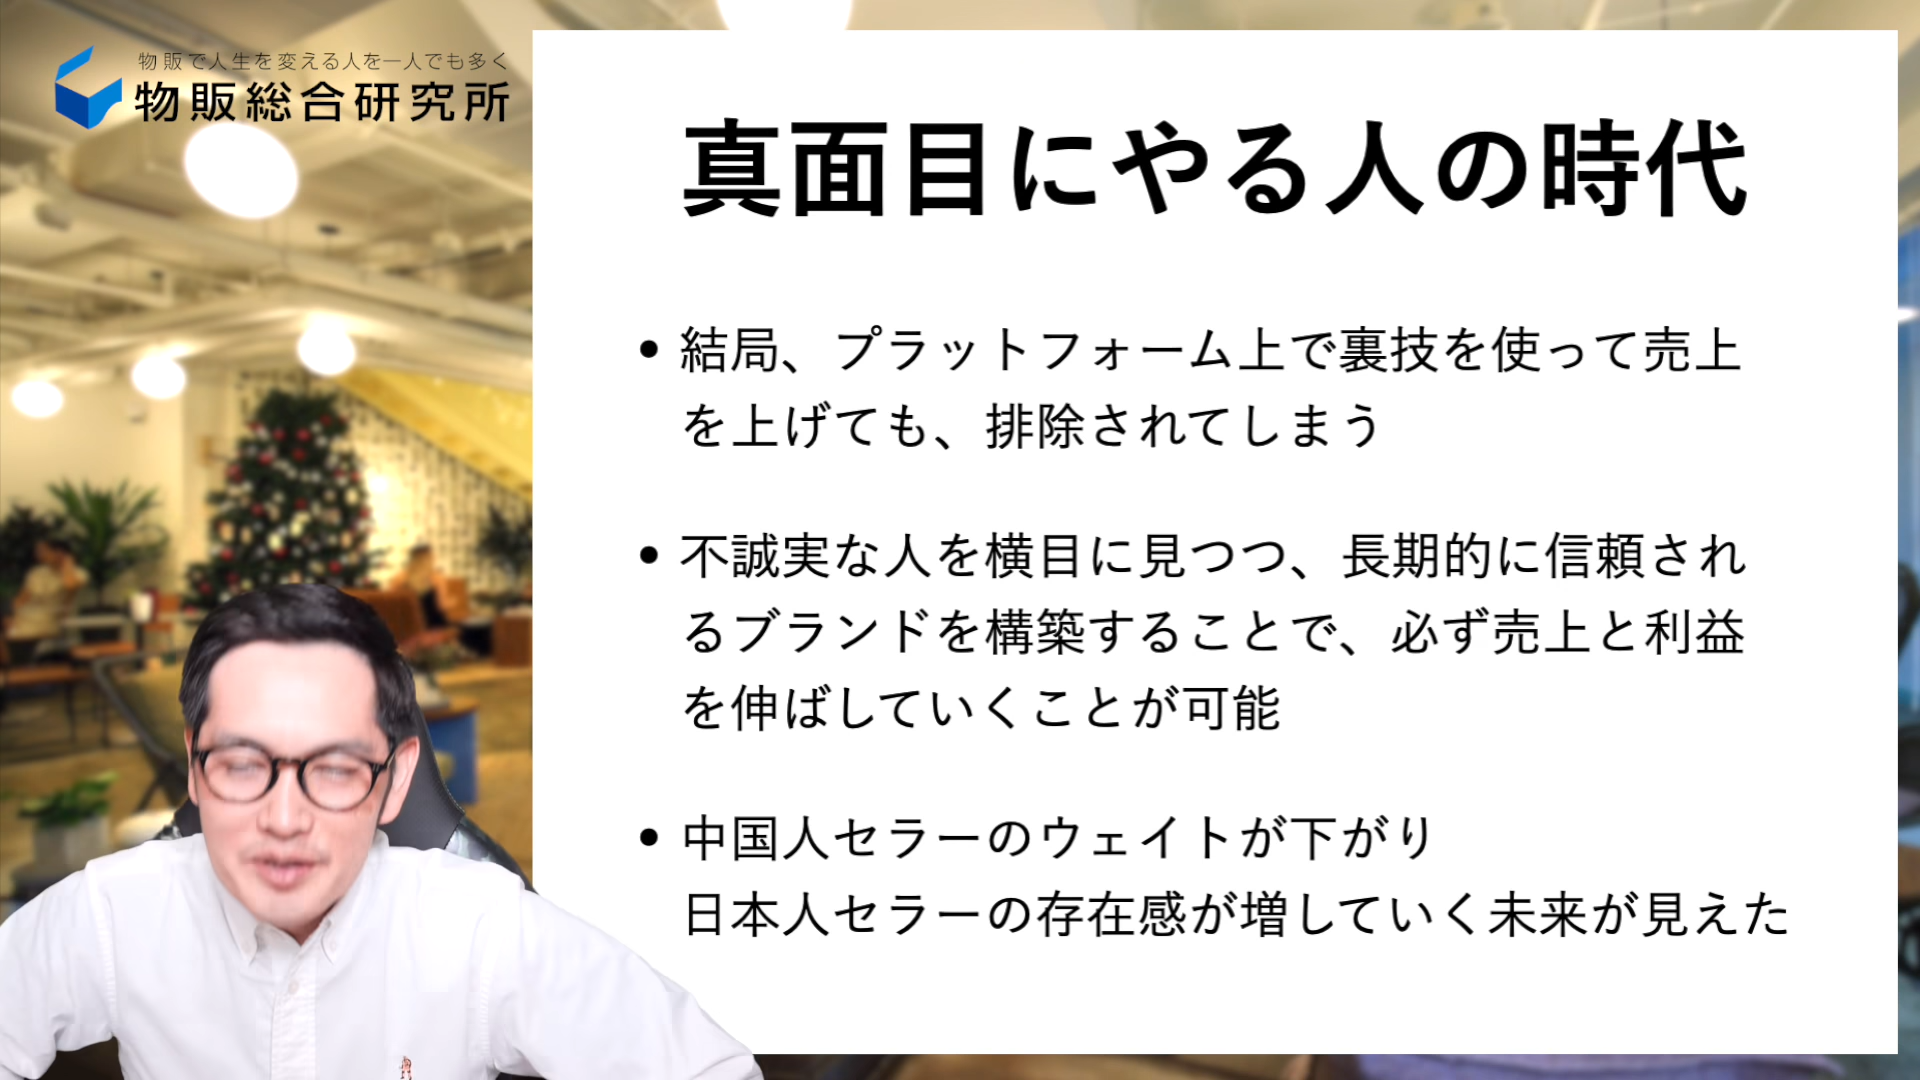 物販で人生を変える人を一人でも多く
物販総合研究所
真面目にやる人の時代
• 結局、プラットフォーム上で裏技を使って売上
を上げても、排除されてしまう
• 不誠実な人を横目に見つつ、長期的に信頼され
るブランドを構築することで、必ず売上と利益
を伸ばしていくことが可能
• 中国人セラーのウェイトが下がり
日本人セラーの存在感が増していく未来が見えた